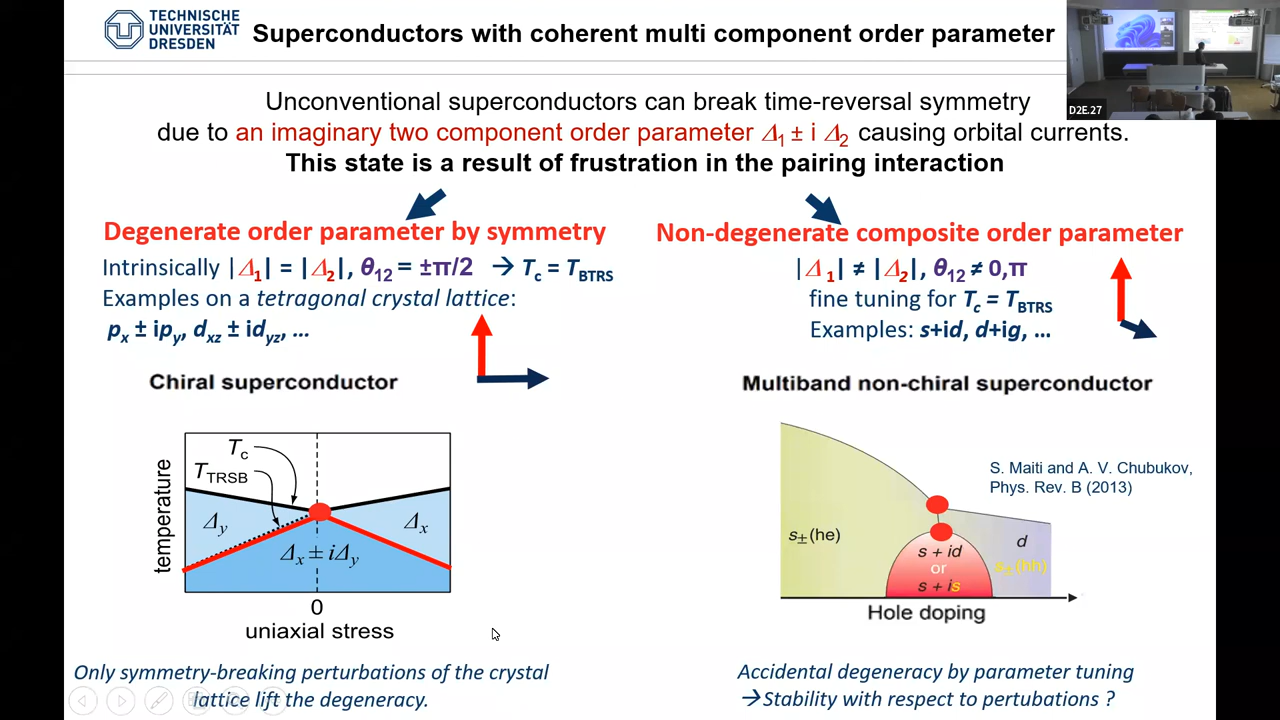 TECHNISCHE
UNIVERSITÄT
DRESDEN
Superconductors with coherent multi component order parameter
D2E.27
Unconventional superconductors can break time-reversal symmetry
due to an imaginary two component order parameter Δ₁ ± i Δ₂ causing orbital currents.
This state is a result of frustration in the pairing interaction
Degenerate order parameter by symmetry
Intrinsically |Δ₁| = |Δ₂|, θ₁₂ = ±π/2 → Tc = TBTRS
Examples on a tetragonal crystal lattice:
px ± ipy, dxz ± idyz, ...
Chiral superconductor
Tc
TTRSB
Δy
Δx
Δx ± iΔy
temperature
0
uniaxial stress
Only symmetry-breaking perturbations of the crystal
lattice lift the degeneracy.
Non-degenerate composite order parameter
|Δ₁| ≠ |Δ₂|, θ₁₂ ≠ 0,π
fine tuning for Tc = TBTRS
Examples: s+id, d+ig, ...
Multiband non-chiral superconductor
S. Maiti and A. V. Chubukov,
Phys. Rev. B (2013)
s±(he)
s + id
or
s + is
d
s±(hh)
Hole doping
Accidental degeneracy by parameter tuning
→ Stability with respect to pertubations ?